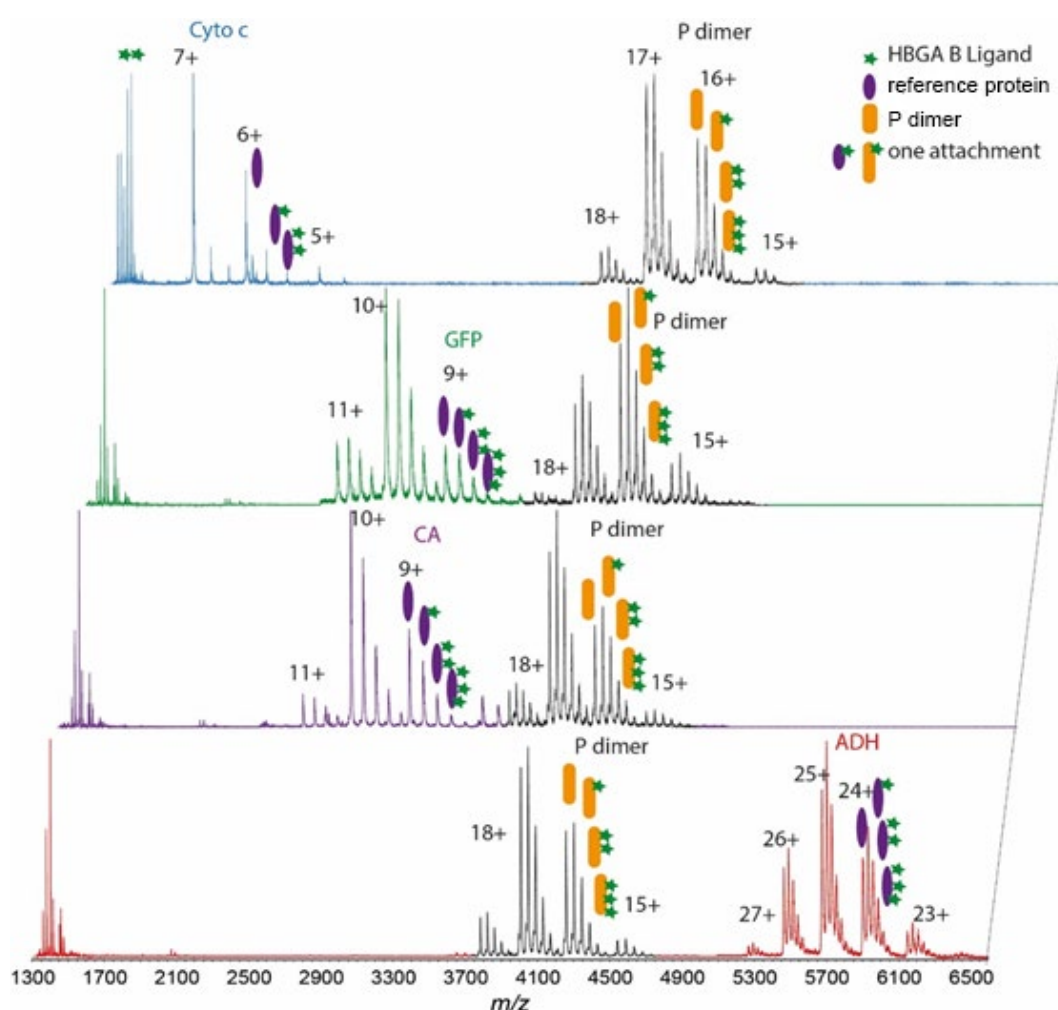 Cyto c
P dimer
7+
17+
16+
6+
5+
18+
15+
HBGA B Ligand
reference protein
P dimer
one attachment
10+
GFP
P dimer
9+
11+
18+
15+
10+
CA
P dimer
9+
11+
18+
15+
P dimer
ADH
18+
15+
25+
24+
26+
27+
23+
1300 1700 2100 2500 2900 3300 3700 4100 4500 4900 5300 5700 6100 6500
m/z